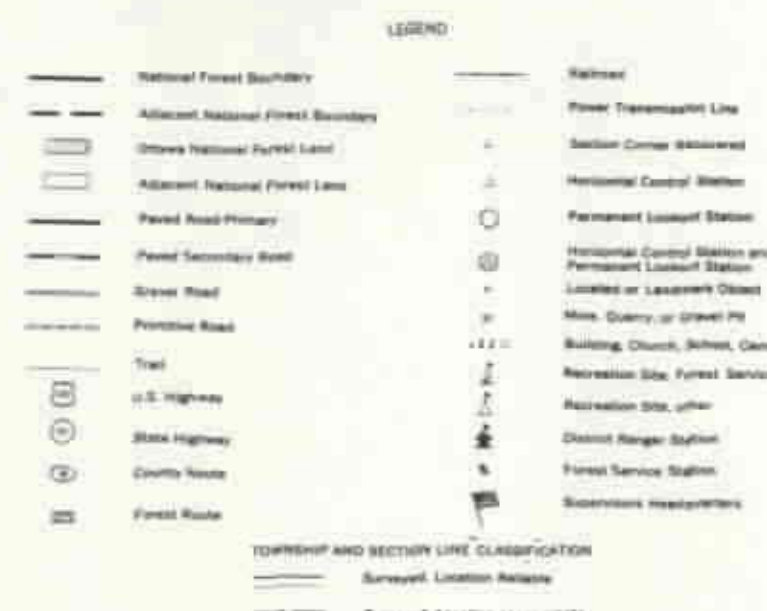 LEGEND
National Forest Boundary
Adjacent National Forest Boundary
Ottawa National Forest Land
Adjacent National Forest Land
Paved Road-Primary
Paved Secondary Road
Gravel Road
Primitive Road
Trail
U.S. Highway
State Highway
County Route
Forest Route
Railroad
Power Transmission Line
Section Corner Recovered
Horizontal Control Station
Permanent Lookout Station
Horizontal Control Station and
Permanent Lookout Station
Located or Landmark Object
Mine, Quarry, or Gravel Pit
Building, Church, School,
Recreation Site, Forest Service
Recreation Site, other
District Ranger Station
Forest Service Station
Supervisors Headquarters
TOWNSHIP AND SECTION LINE CLASSIFICATION
Surveyed, Location Reliable